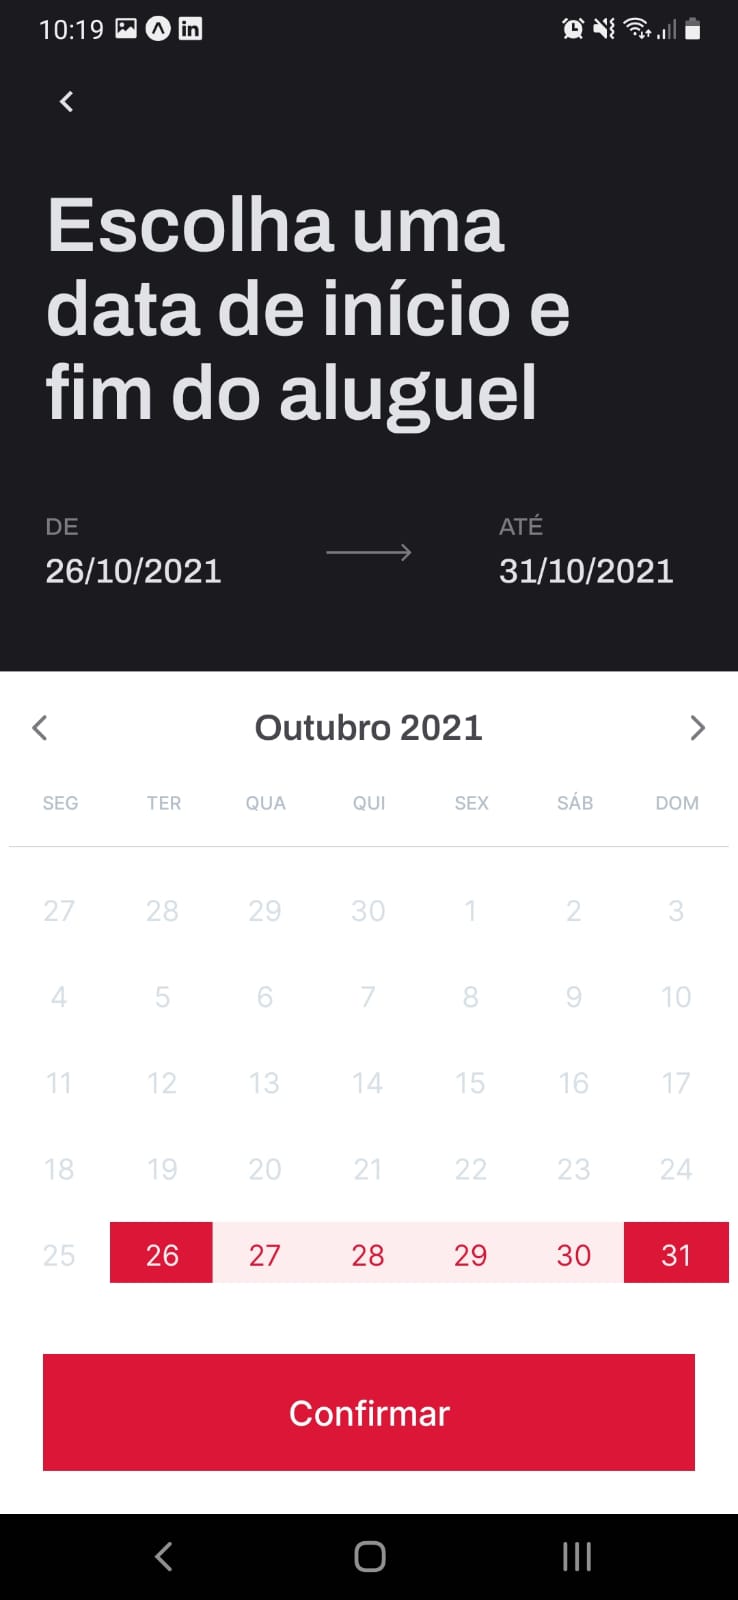 10:19
Escolha uma
data de início e
fim do aluguel
DE ATÉ
26/10/2021 31/10/2021
Outubro 2021
SEG TER QUA QUI SEX SÁB DOM
27 28 29 30 1 2 3
4 5 6 7 8 9 10
11 12 13 14 15 16 17
18 19 20 21 22 23 24
25 26 27 28 29 30 31
Confirmar